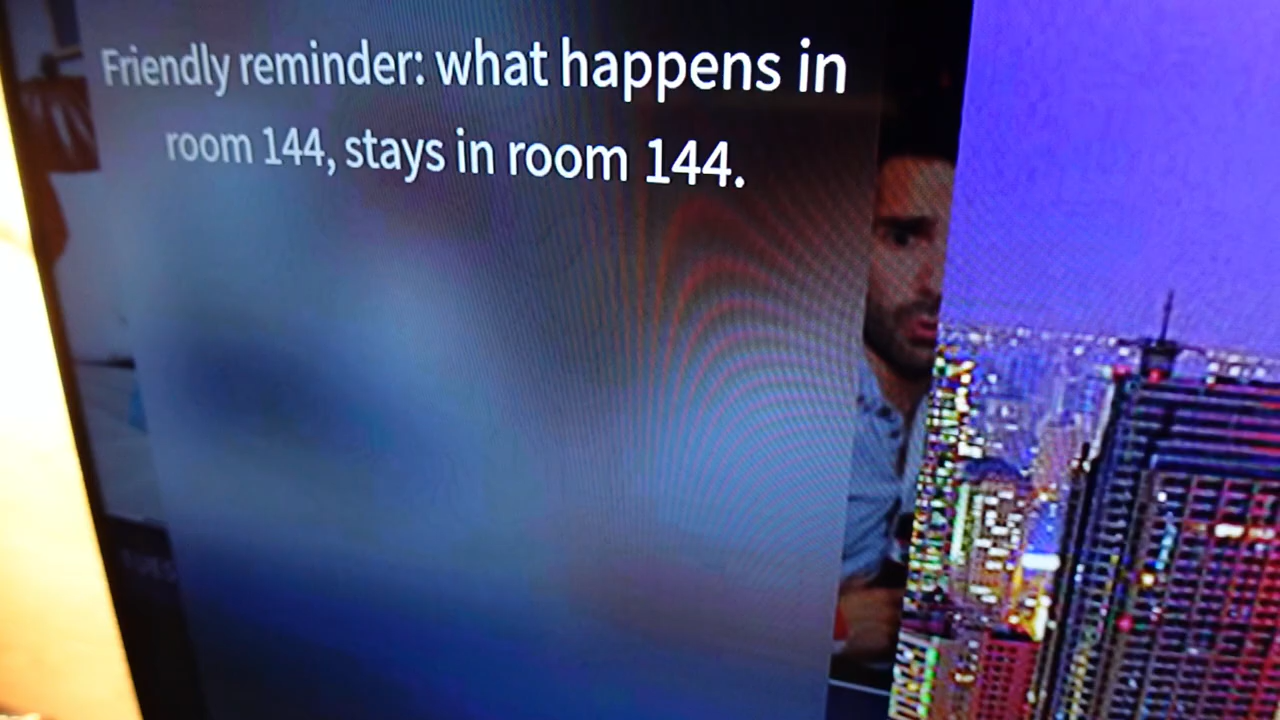 Friendly reminder: what happens in
room 144, stays in room 144.